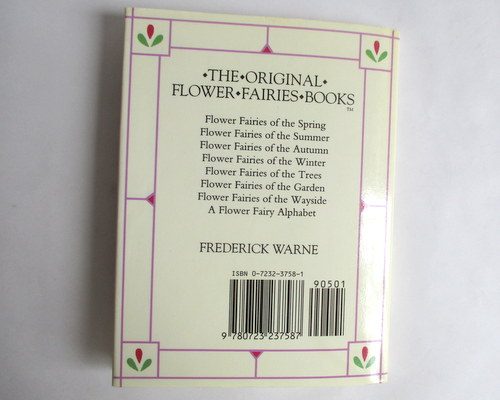 ◆THE◆ORIGINAL◆
FLOWER◆FAIRIES◆BOOKS
TM
Flower Fairies of the Spring
Flower Fairies of the Summer
Flower Fairies of the Autumn
Flower Fairies of the Winter
Flower Fairies of the Trees
Flower Fairies of the Garden
Flower Fairies of the Wayside
A Flower Fairy Alphabet
FREDERICK WARNE
ISBN 0-7232-3758-1
90501
9 780723 237587